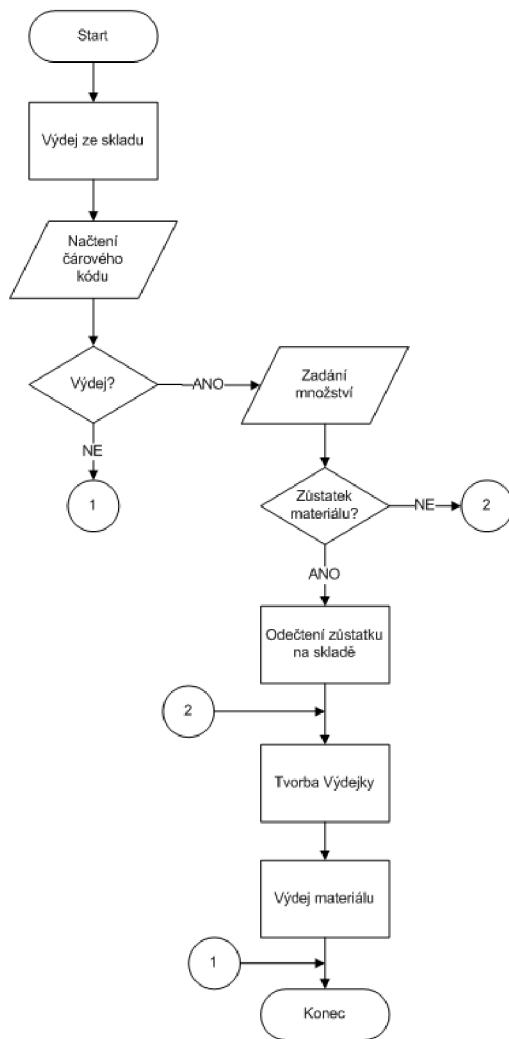 Start
Výdej ze skladu
Načtení
čárového
kódu
Výdej?
ANO
Zadání
množství
NE
1
Zůstatek
materiálu?
NE
2
ANO
Odečtení zůstatku
na skladě
2
Tvorba Výdejky
Výdej materiálu
1
Konec